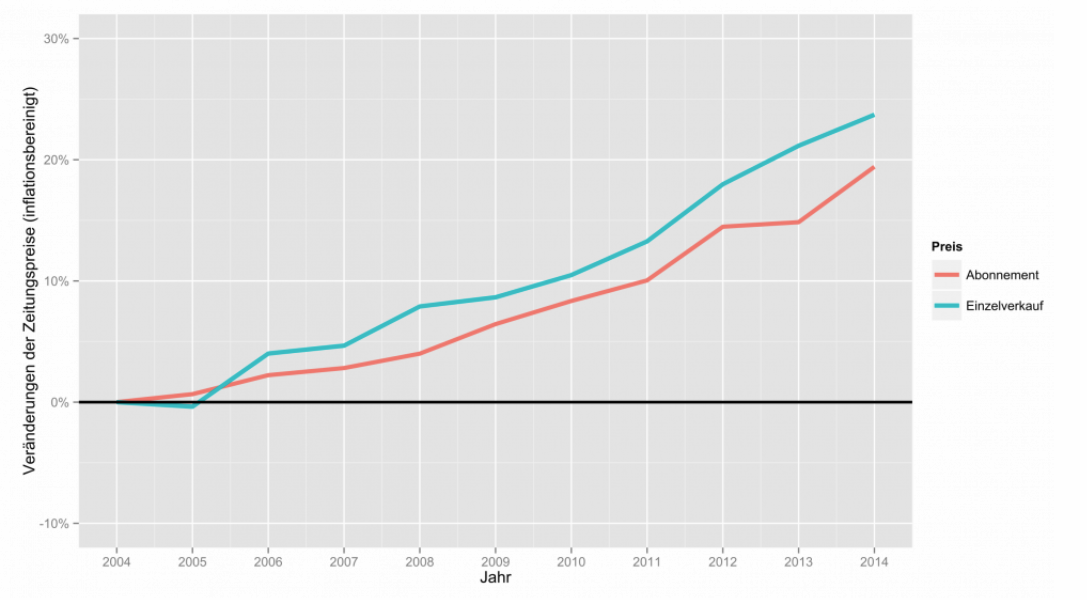 30%
20%
10%
0%
-10%
Veränderungen der Zeitungspreise (inflationsbereinigt)
2004 2005 2006 2007 2008 2009 2010 2011 2012 2013 2014
Jahr
Preis
Abonnement
Einzelverkauf